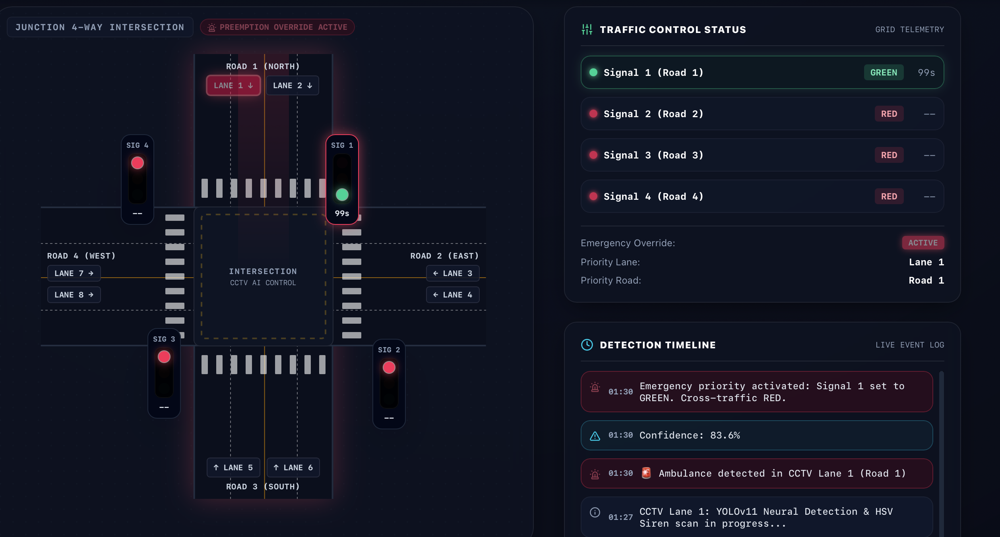 JUNCTION 4-WAY INTERSECTION
PREEMPTION OVERRIDE ACTIVE
ROAD 1 (NORTH)
LANE 1 ↓
LANE 2 ↓
SIG 4
--
SIG 1
99s
ROAD 4 (WEST)
LANE 7 →
LANE 8 →
INTERSECTION
CCTV AI CONTROL
ROAD 2 (EAST)
← LANE 3
← LANE 4
SIG 3
--
SIG 2
--
↑ LANE 5
↑ LANE 6
ROAD 3 (SOUTH)
TRAFFIC CONTROL STATUS
GRID TELEMETRY
Signal 1 (Road 1) GREEN 99s
Signal 2 (Road 2) RED --
Signal 3 (Road 3) RED --
Signal 4 (Road 4) RED --
Emergency Override: ACTIVE
Priority Lane: Lane 1
Priority Road: Road 1
DETECTION TIMELINE
LIVE EVENT LOG
01:30 Emergency priority activated: Signal 1 set to
GREEN. Cross-traffic RED.
01:30 Confidence: 83.6%
01:30 🚨 Ambulance detected in CCTV Lane 1 (Road 1)
01:27 CCTV Lane 1: YOLOv11 Neural Detection & HSV
Siren scan in progress...